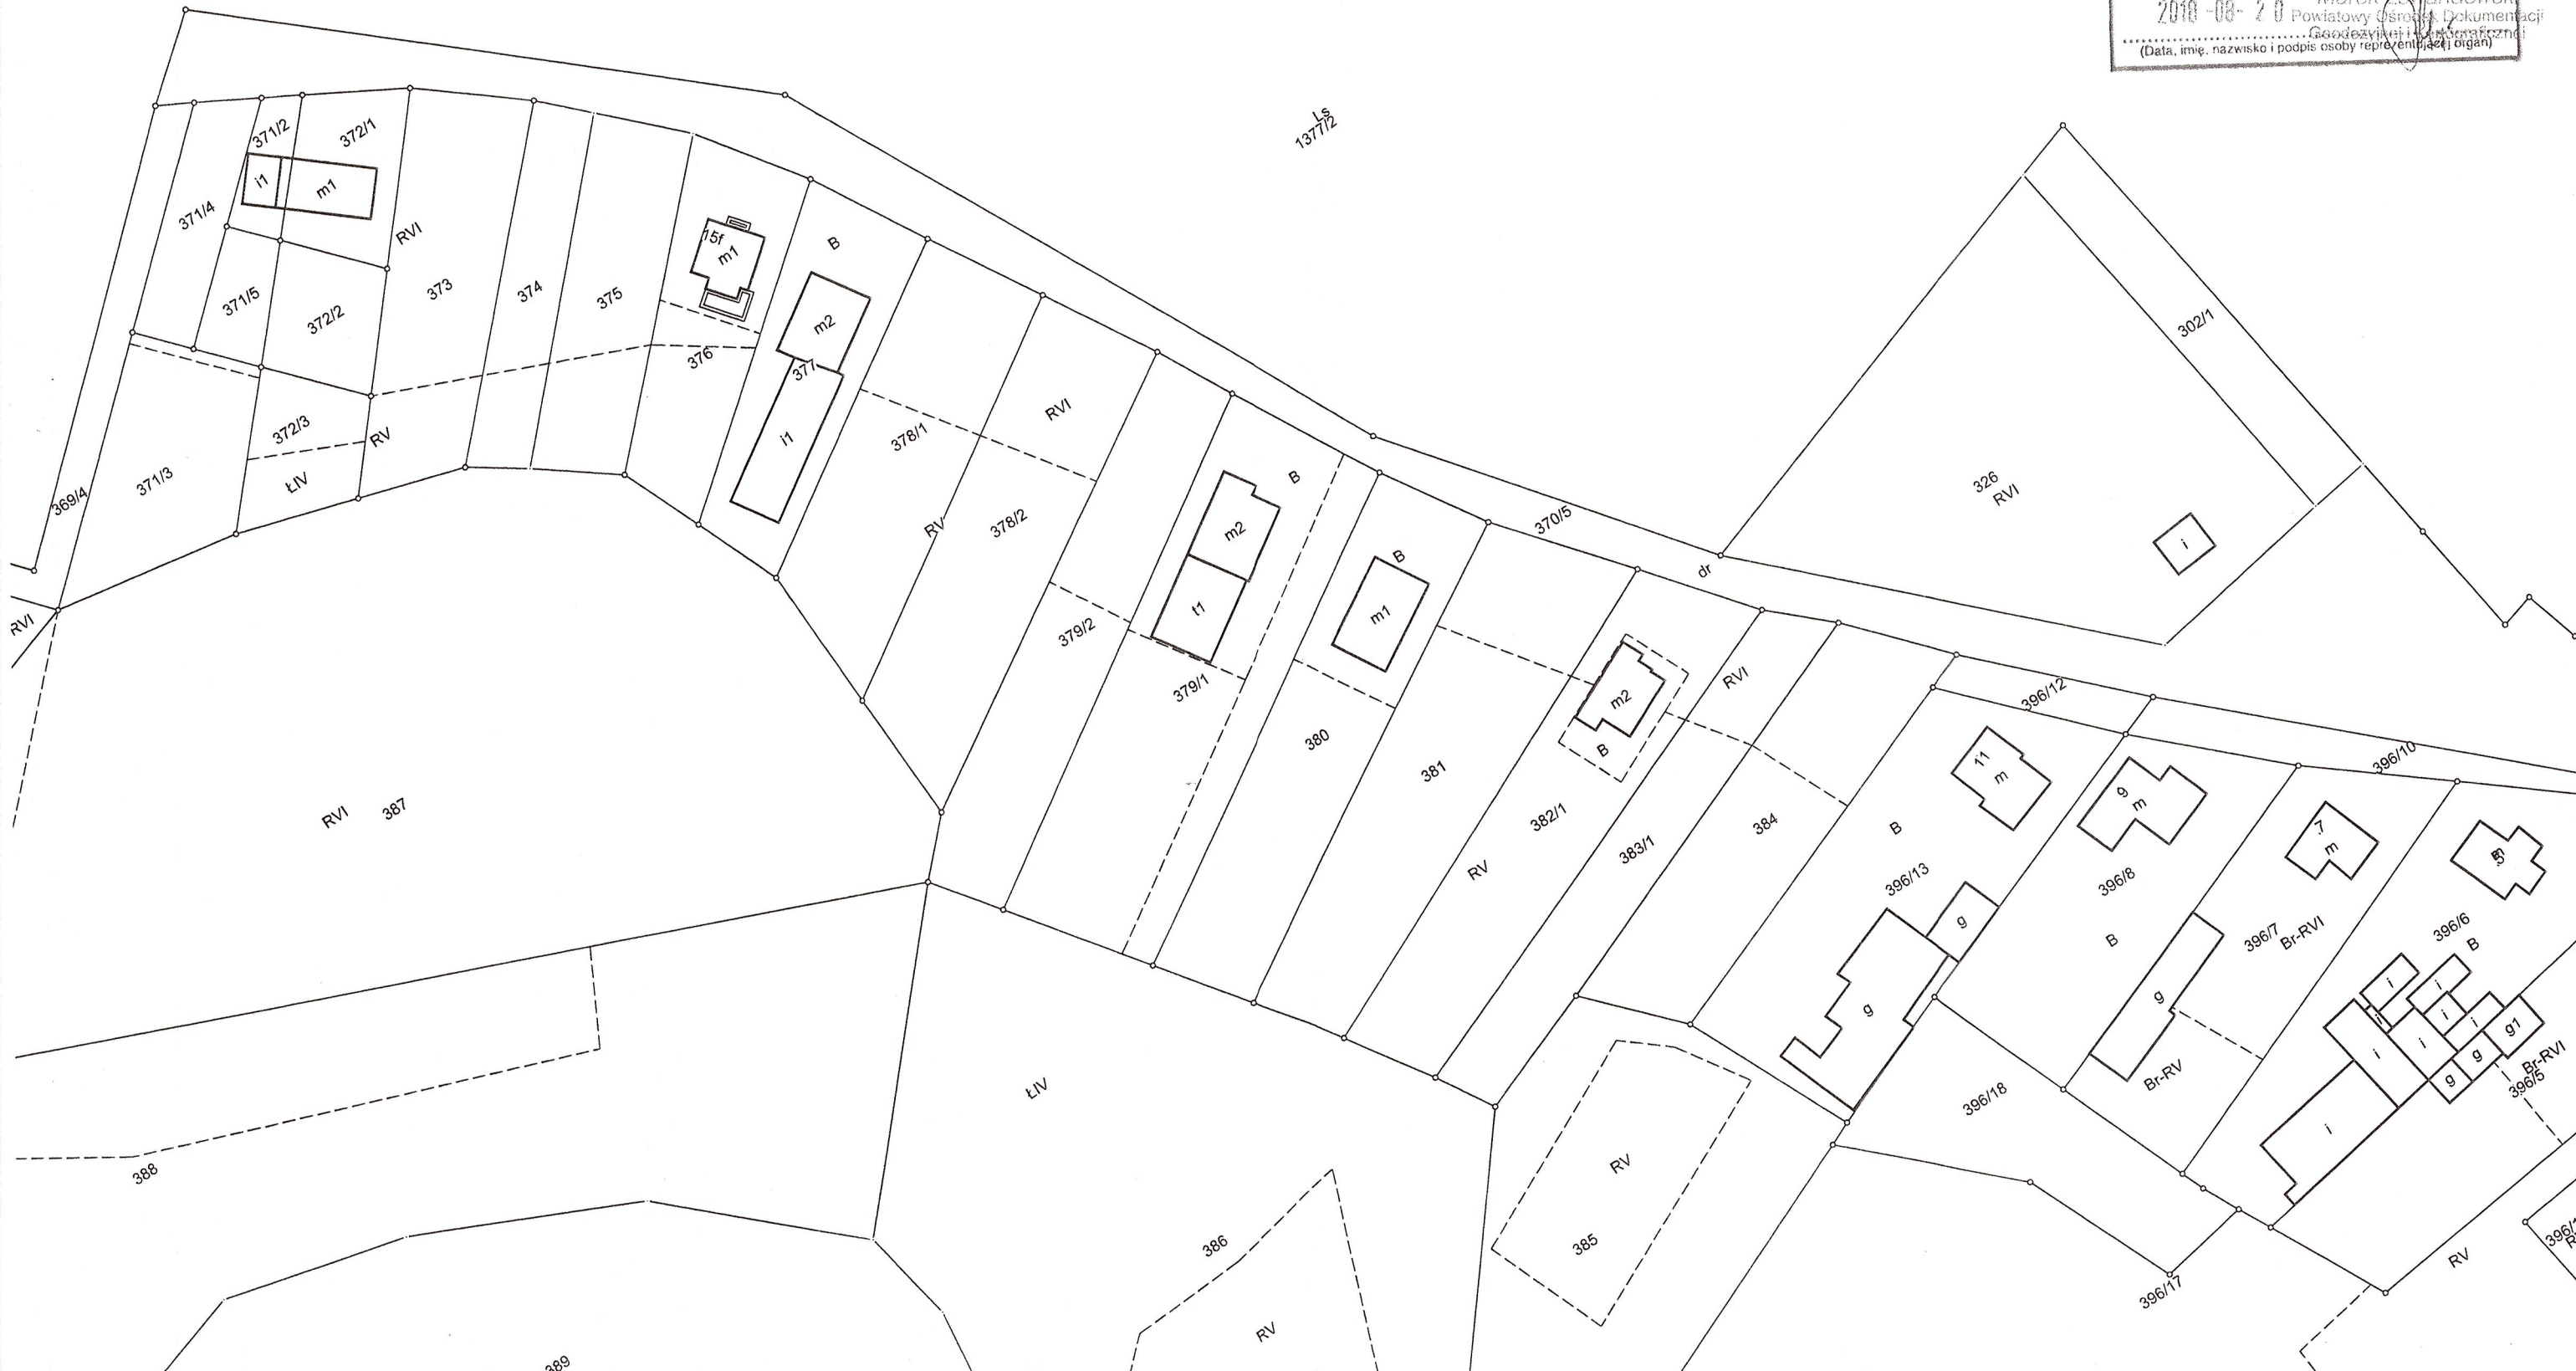 2010 -08- 20 Powiatowy Ośrodek Dokumentacji
Geodezyjnej i Kartograficznej
(Data, imię, nazwisko i podpis osoby reprezentującej organ)
Ls
1377/2
371/2
372/1
i1
m1
371/4
RVI
371/5
372/2
373
374
375
15f
m1
B
376
m2
377
i1
302/1
372/3
RV
ŁIV
371/3
369/4
RVI
378/1
RVI
RV
378/2
379/2
B
m2
t1
379/1
B
m1
380
381
370/5
dr
326
RVI
i
m2
B
RVI
382/1
RV
383/1
384
396/12
396/10
11
m
B
396/13
g
g
9
m
396/8
B
7
m
396/7
Br-RVI
g
Br-RV
5
396/6
B
i
i
i
i
i
i
i
i
g
g
g1
Br-RVI
396/5
RVI
387
388
ŁIV
386
RV
389
RV
385
396/18
396/17
RV